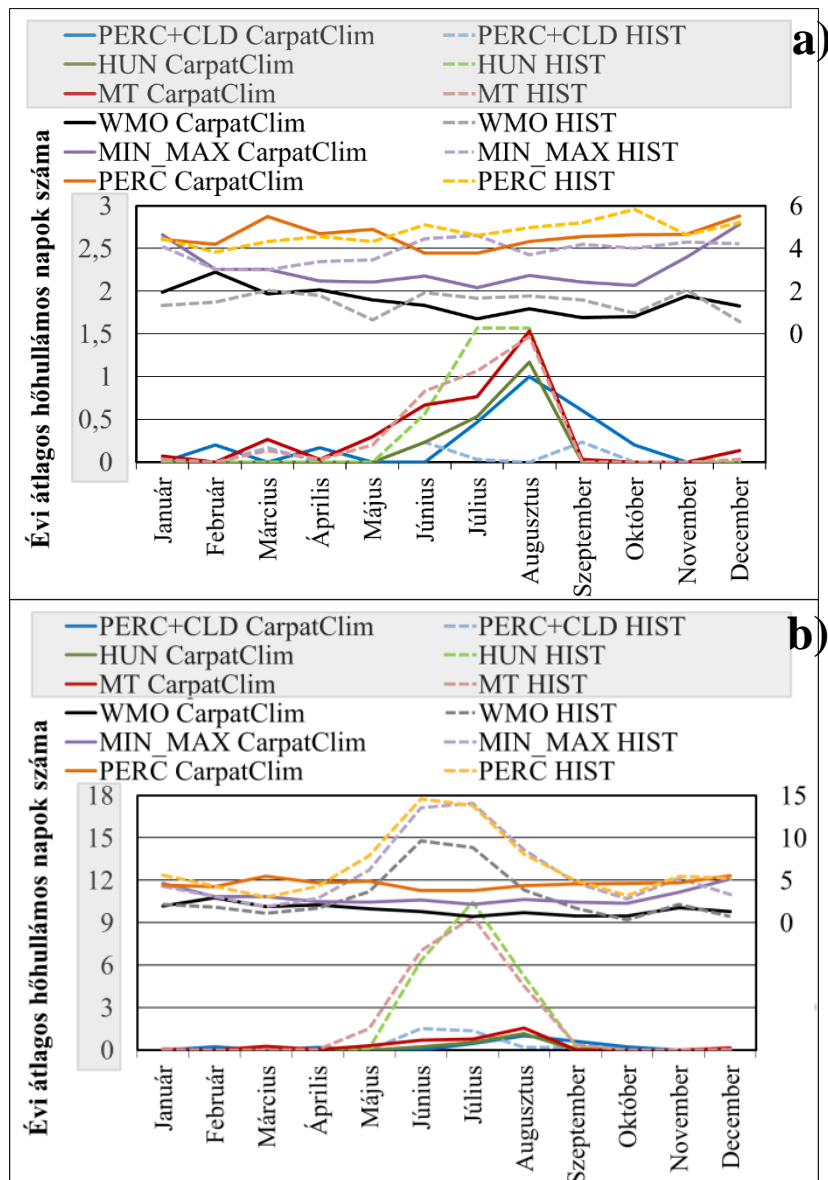 a)
PERC+CLD CarpatClim PERC+CLD HIST
HUN CarpatClim HUN HIST
MT CarpatClim MT HIST
WMO CarpatClim WMO HIST
MIN_MAX CarpatClim MIN_MAX HIST
PERC CarpatClim PERC HIST
Évi átlagos hőhullámos napok száma
3
2,5
2
1,5
1
0,5
0
6
4
2
0
Január
Február
Március
Április
Május
Június
Július
Augusztus
Szeptember
Október
November
December
b)
PERC+CLD CarpatClim PERC+CLD HIST
HUN CarpatClim HUN HIST
MT CarpatClim MT HIST
WMO CarpatClim WMO HIST
MIN_MAX CarpatClim MIN_MAX HIST
PERC CarpatClim PERC HIST
Évi átlagos hőhullámos napok száma
18
15
12
9
6
3
0
15
10
5
0
Január
Február
Március
Április
Május
Június
Július
Augusztus
Szeptember
Október
November
December